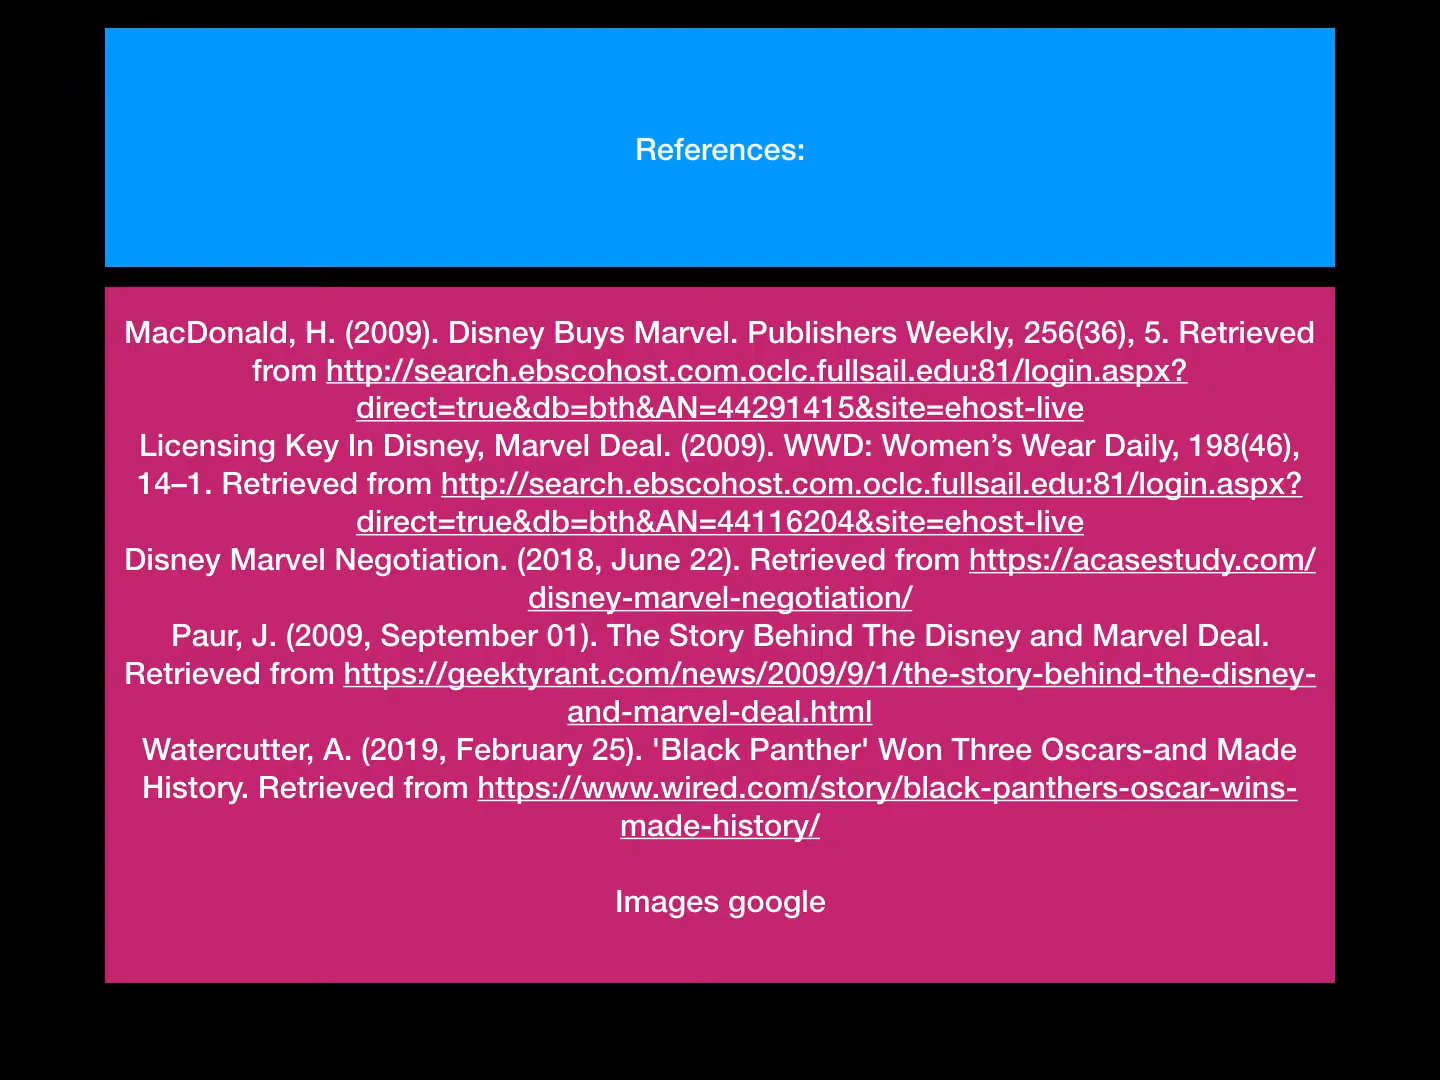 References:
MacDonald, H. (2009). Disney Buys Marvel. Publishers Weekly, 256(36), 5. Retrieved
from http://search.ebscohost.com.oclc.fullsail.edu:81/login.aspx?
direct=true&db=bth&AN=44291415&site=ehost-live
Licensing Key In Disney, Marvel Deal. (2009). WWD: Women’s Wear Daily, 198(46),
14–1. Retrieved from http://search.ebscohost.com.oclc.fullsail.edu:81/login.aspx?
direct=true&db=bth&AN=44116204&site=ehost-live
Disney Marvel Negotiation. (2018, June 22). Retrieved from https://acasestudy.com/
disney-marvel-negotiation/
Paur, J. (2009, September 01). The Story Behind The Disney and Marvel Deal.
Retrieved from https://geektyrant.com/news/2009/9/1/the-story-behind-the-disney-
and-marvel-deal.html
Watercutter, A. (2019, February 25). 'Black Panther' Won Three Oscars-and Made
History. Retrieved from https://www.wired.com/story/black-panthers-oscar-wins-
made-history/
Images google